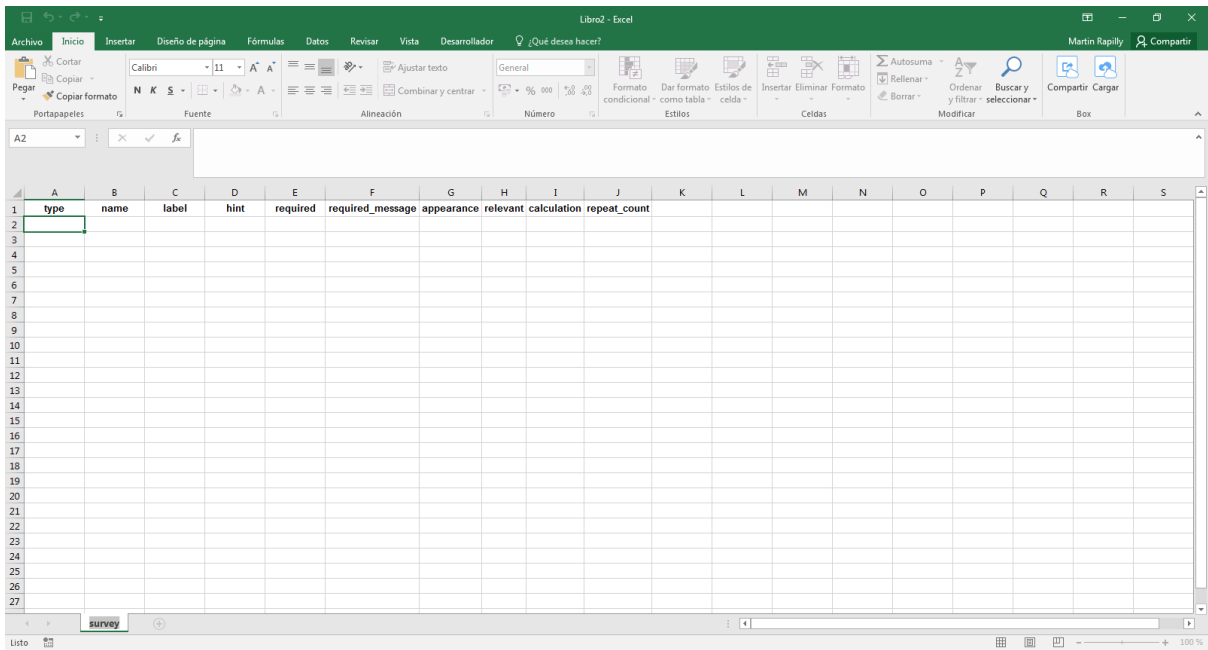 Libro2 - Excel
Archivo Inicio Insertar Diseño de página Fórmulas Datos Revisar Vista Desarrollador ¿Qué desea hacer? Martin Rapilly Compartir
Pegar
Cortar
Copiar
Copiar formato
Portapapeles
Calibri 11 A A
N K S A
Fuente
Ajustar texto
Combinar y centrar
Alineación
General
% 000
Número
Formato condicional
Dar formato como tabla
Estilos de celda
Estilos
Insertar Eliminar Formato
Celdas
Autosuma
Rellenar
Borrar
Ordenar y filtrar
Buscar y seleccionar
Modificar
Compartir Cargar
Box
A2 fx
A B C D E F G H I J K L M N O P Q R S
1 type name label hint required required_message appearance relevant calculation repeat_count
2
3
4
5
6
7
8
9
10
11
12
13
14
15
16
17
18
19
20
21
22
23
24
25
26
27
survey
Listo 100 %